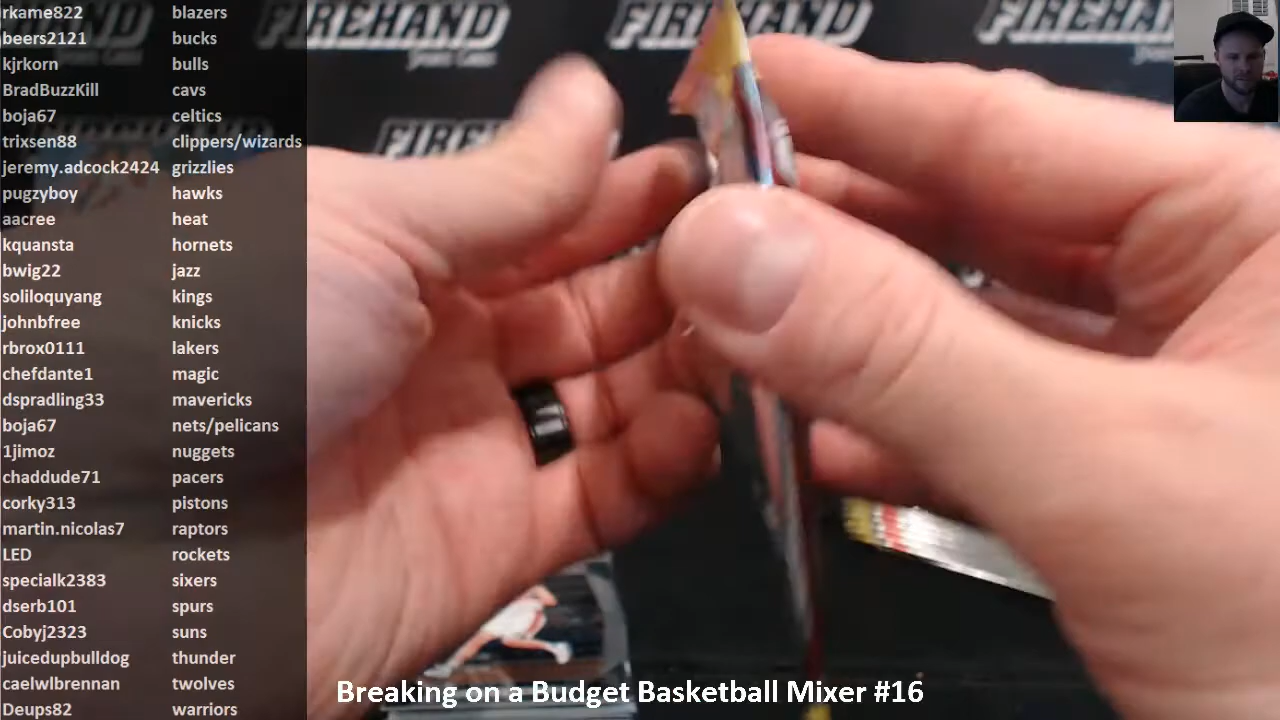 rkame822 blazers
beers2121 bucks
kjrkorn bulls
BradBuzzKill cavs
boja67 celtics
trixsen88 clippers/wizards
jeremy.adcock2424 grizzlies
pugzyboy hawks
aacree heat
kquansta hornets
bwig22 jazz
soliloquyang kings
johnbfree knicks
rbrox0111 lakers
chefdante1 magic
dspradling33 mavericks
boja67 nets/pelicans
1jimoz nuggets
chaddude71 pacers
corky313 pistons
martin.nicolas7 raptors
LED rockets
specialk2383 sixers
dserb101 spurs
Cobyj2323 suns
juicedupbulldog thunder
caelwlbrennan twolves
Deups82 warriors
FIREHAND FIREHAND FIREHAND
FIREHAND
Breaking on a Budget Basketball Mixer #16